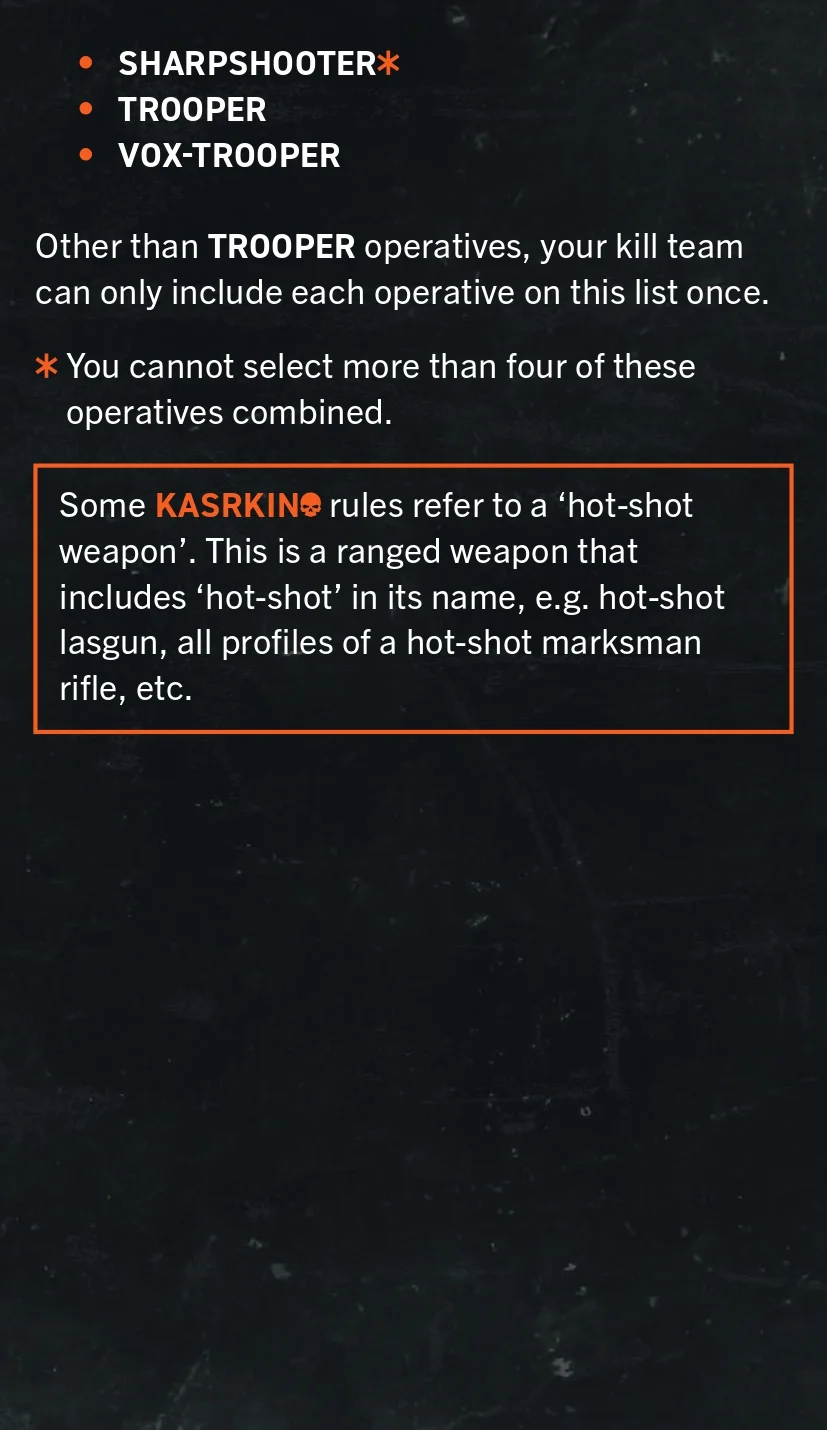 • SHARPSHOOTER*
• TROOPER
• VOX-TROOPER
Other than TROOPER operatives, your kill team
can only include each operative on this list once.
* You cannot select more than four of these
operatives combined.
Some KASRKIN💀 rules refer to a ‘hot-shot
weapon’. This is a ranged weapon that
includes ‘hot-shot’ in its name, e.g. hot-shot
lasgun, all profiles of a hot-shot marksman
rifle, etc.